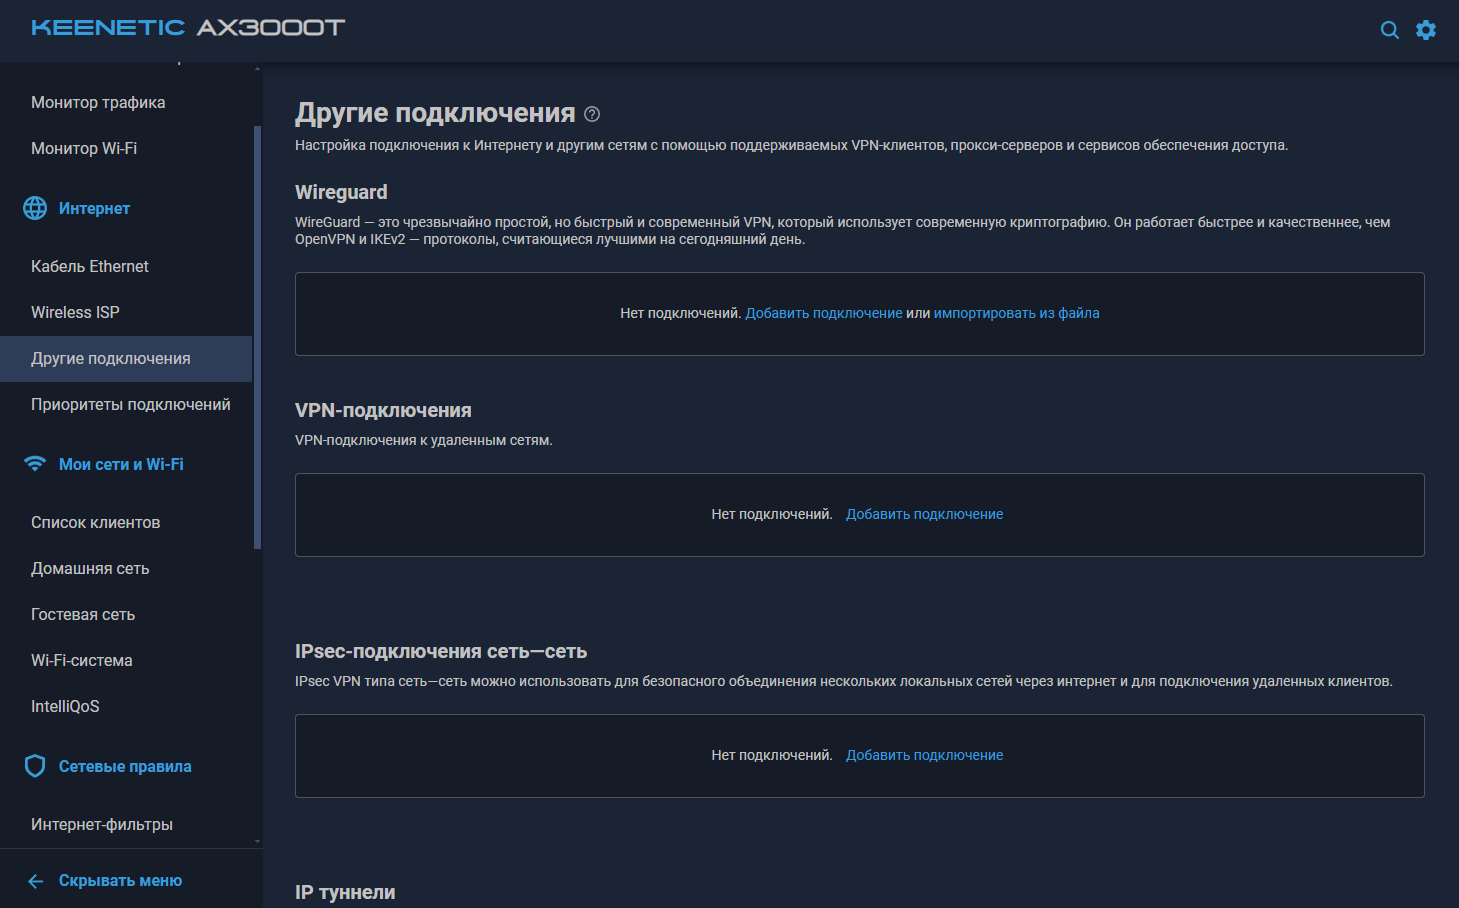 KEENETIC AX3000T
Монитор трафика
Монитор Wi-Fi
Интернет
Кабель Ethernet
Wireless ISP
Другие подключения
Приоритеты подключений
Мои сети и Wi-Fi
Список клиентов
Домашняя сеть
Гостевая сеть
Wi-Fi-система
IntelliQoS
Сетевые правила
Интернет-фильтры
Скрывать меню
Другие подключения
Настройка подключения к Интернету и другим сетям с помощью поддерживаемых VPN-клиентов, прокси-серверов и сервисов обеспечения доступа.
Wireguard
WireGuard — это чрезвычайно простой, но быстрый и современный VPN, который использует современную криптографию. Он работает быстрее и качественнее, чем
OpenVPN и IKEv2 — протоколы, считающиеся лучшими на сегодняшний день.
Нет подключений. Добавить подключение или импортировать из файла
VPN-подключения
VPN-подключения к удаленным сетям.
Нет подключений. Добавить подключение
IPsec-подключения сеть—сеть
IPsec VPN типа сеть—сеть можно использовать для безопасного объединения нескольких локальных сетей через интернет и для подключения удаленных клиентов.
Нет подключений. Добавить подключение
IP туннели